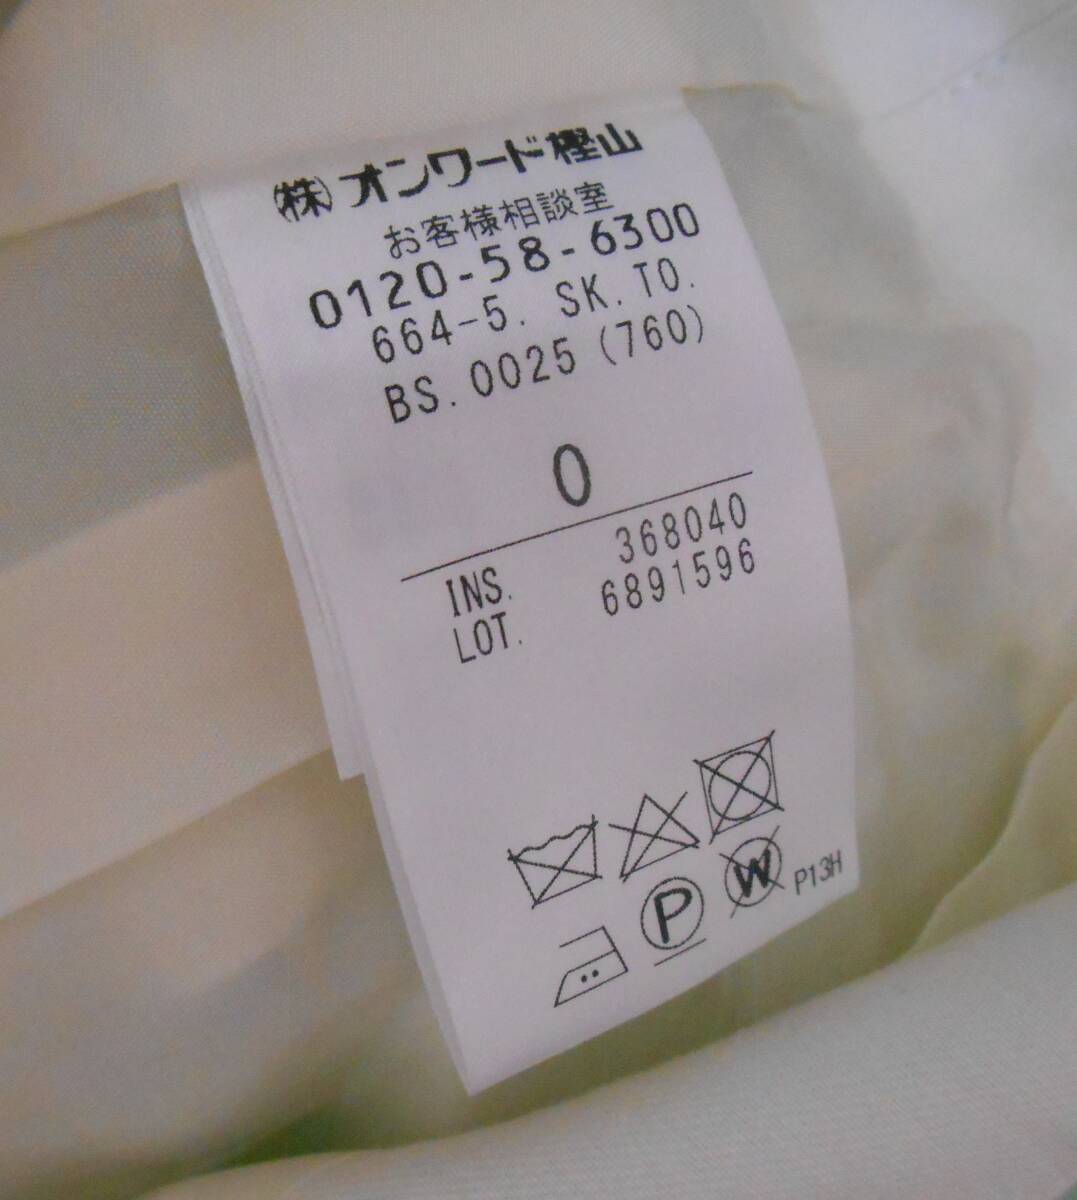 ㈱オンワード樫山
お客様相談室
0120-58-6300
664-5. SK. TO.
BS. 0025 (760)
0
INS. 368040
LOT. 6891596
W
P
P13H